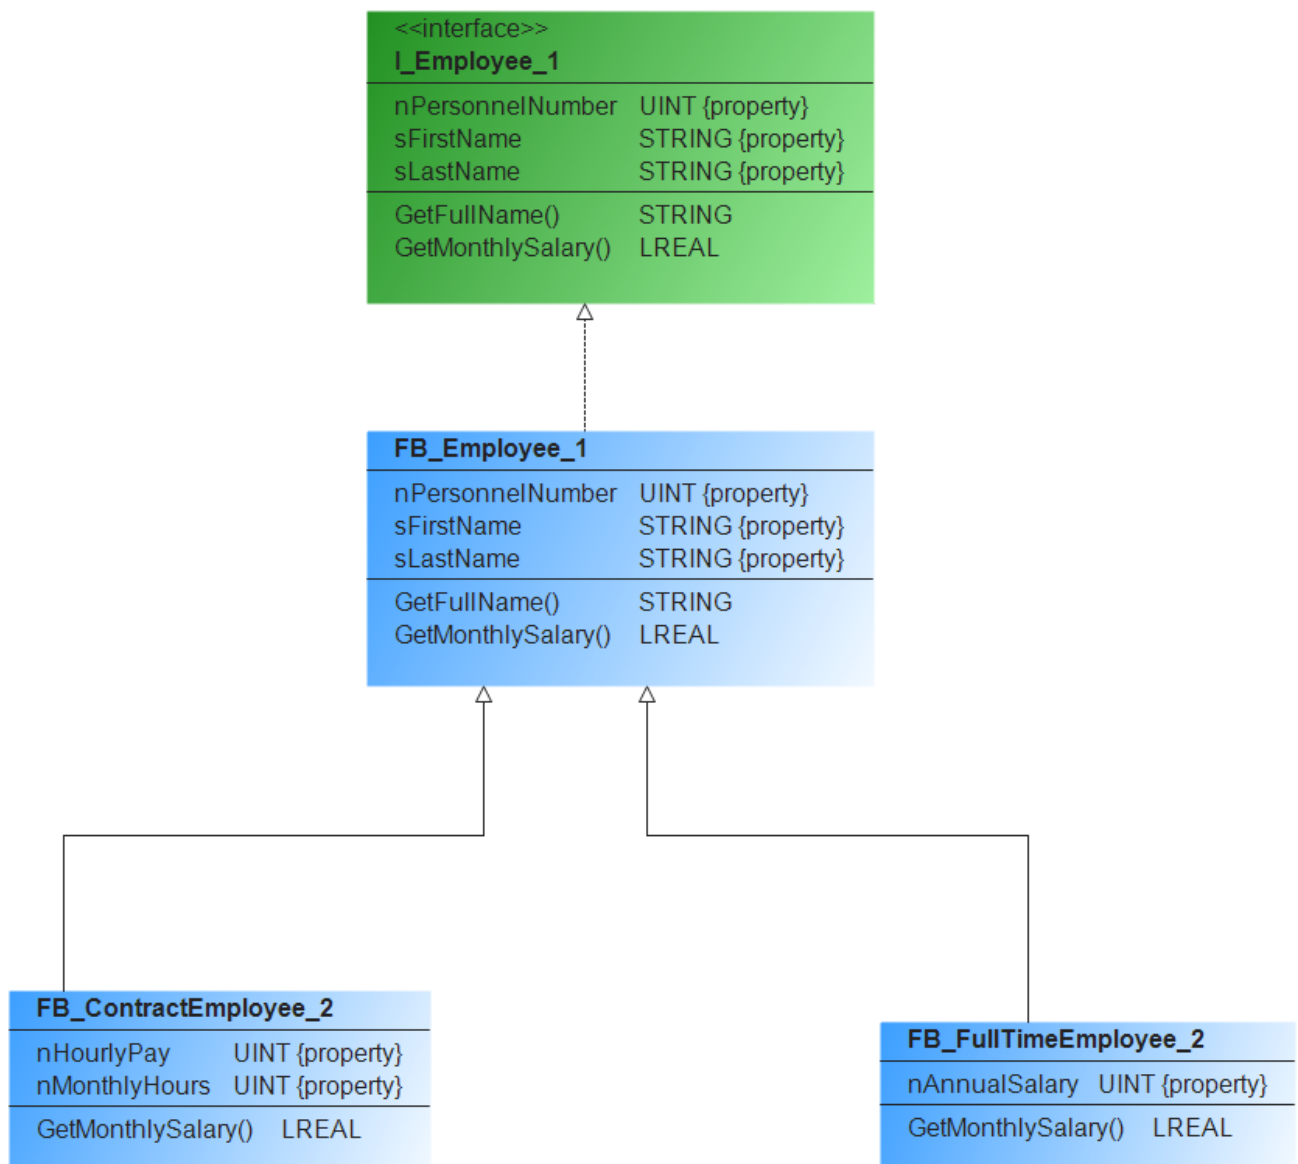 <<interface>>
I_Employee_1
nPersonnelNumber UINT {property}
sFirstName STRING {property}
sLastName STRING {property}
GetFullName() STRING
GetMonthlySalary() LREAL
FB_Employee_1
nPersonnelNumber UINT {property}
sFirstName STRING {property}
sLastName STRING {property}
GetFullName() STRING
GetMonthlySalary() LREAL
FB_ContractEmployee_2
nHourlyPay UINT {property}
nMonthlyHours UINT {property}
GetMonthlySalary() LREAL
FB_FullTimeEmployee_2
nAnnualSalary UINT {property}
GetMonthlySalary() LREAL